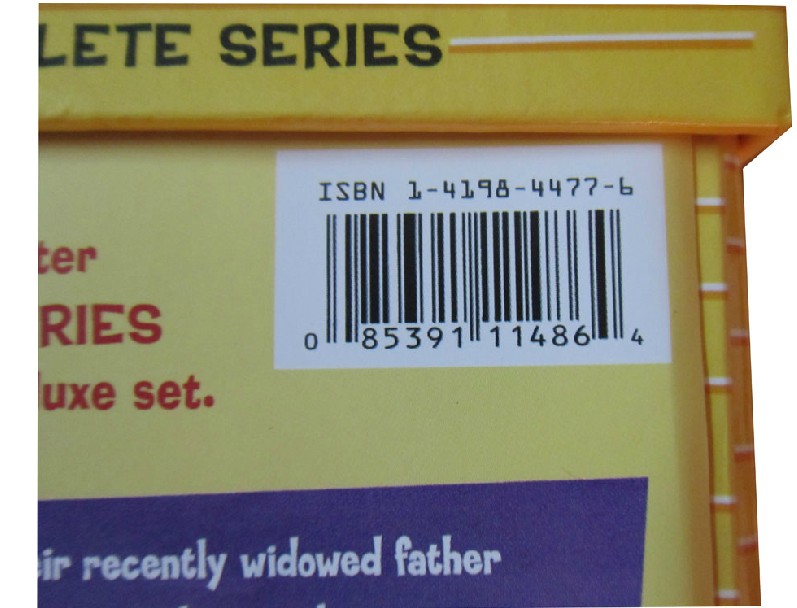 LETE SERIES
ISBN 1-4198-4477-6
0 85391 11486 4
ter
RIES
luxe set.
eir recently widowed father